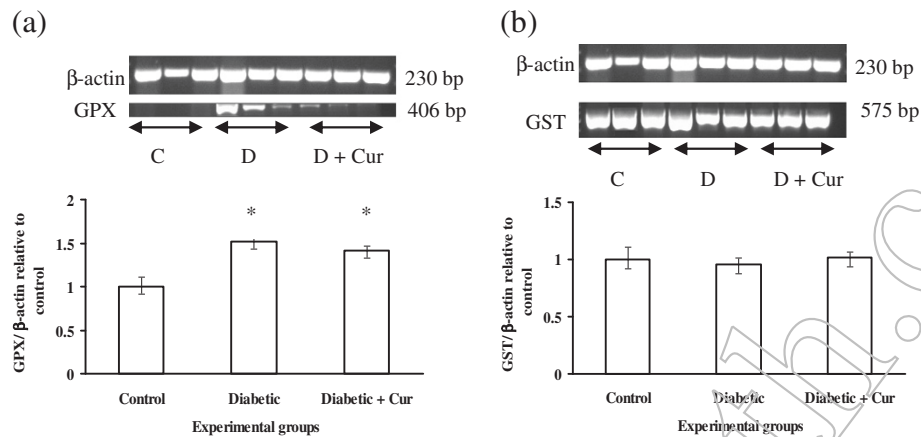 (a)
β-actin 230 bp
GPX 406 bp
C D D + Cur
GPX/β-actin relative to
control
2
1.5
1
0.5
0
* *
Control Diabetic Diabetic + Cur
Experimental groups
(b)
β-actin 230 bp
GST 575 bp
C D D + Cur
GST/β-actin relative to
control
1.5
1
0.5
0
Control Diabetic Diabetic + Cur
Experimental groups
th.c